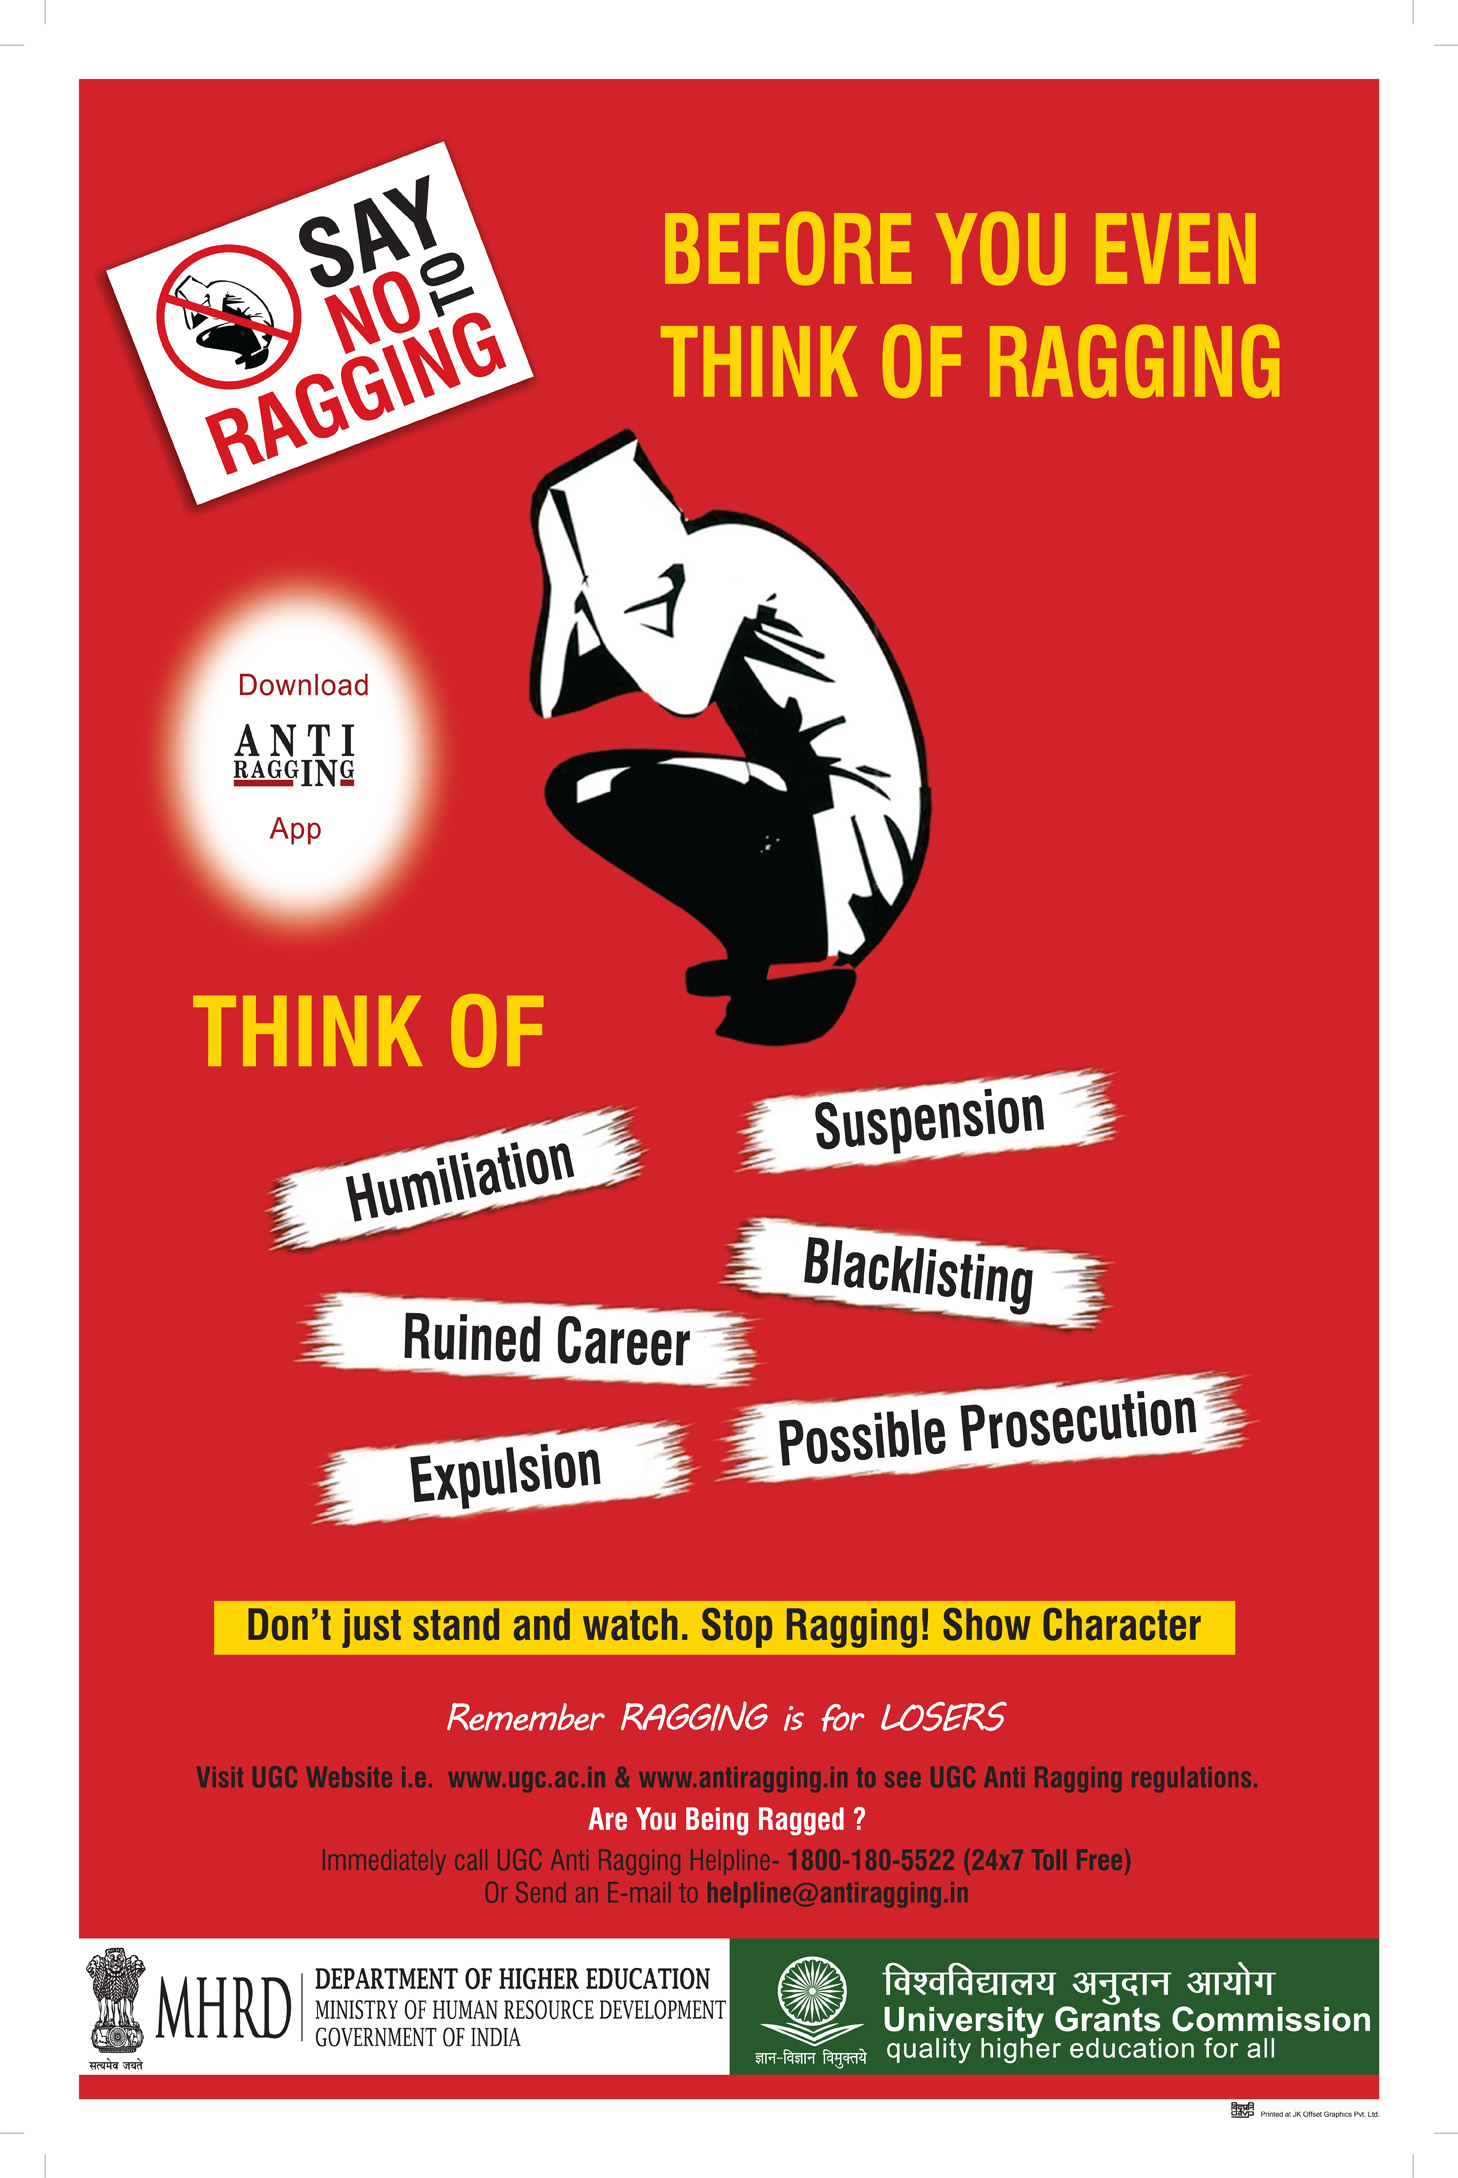 SAY
NO TO
RAGGING
BEFORE YOU EVEN
THINK OF RAGGING
Download
ANTI
RAGGING
App
THINK OF
Humiliation
Suspension
Ruined Career
Blacklisting
Expulsion
Possible Prosecution
Don't just stand and watch. Stop Ragging! Show Character
Remember RAGGING is for LOSERS
Visit UGC Website i.e. www.ugc.ac.in & www.antiragging.in to see UGC Anti Ragging regulations.
Are You Being Ragged ?
Immediately call UGC Anti Ragging Helpline- 1800-180-5522 (24x7 Toll Free)
Or Send an E-mail to helpline@antiragging.in
सत्यमेव जयते
MHRD
DEPARTMENT OF HIGHER EDUCATION
MINISTRY OF HUMAN RESOURCE DEVELOPMENT
GOVERNMENT OF INDIA
ज्ञान-विज्ञान विमुक्तये
विश्वविद्यालय अनुदान आयोग
University Grants Commission
quality higher education for all
davp
Printed at JK Offset Graphics Pvt. Ltd.